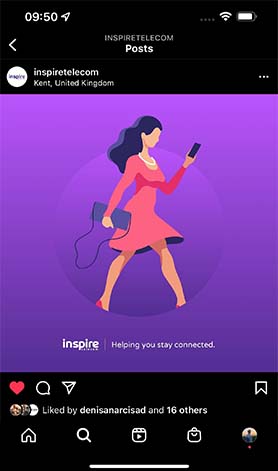 09:50
INSPIRETELECOM
Posts
inspire
inspiretelecom
Kent, United Kingdom
inspire
Helping you stay connected.
Liked by denisanarcisad and 16 others